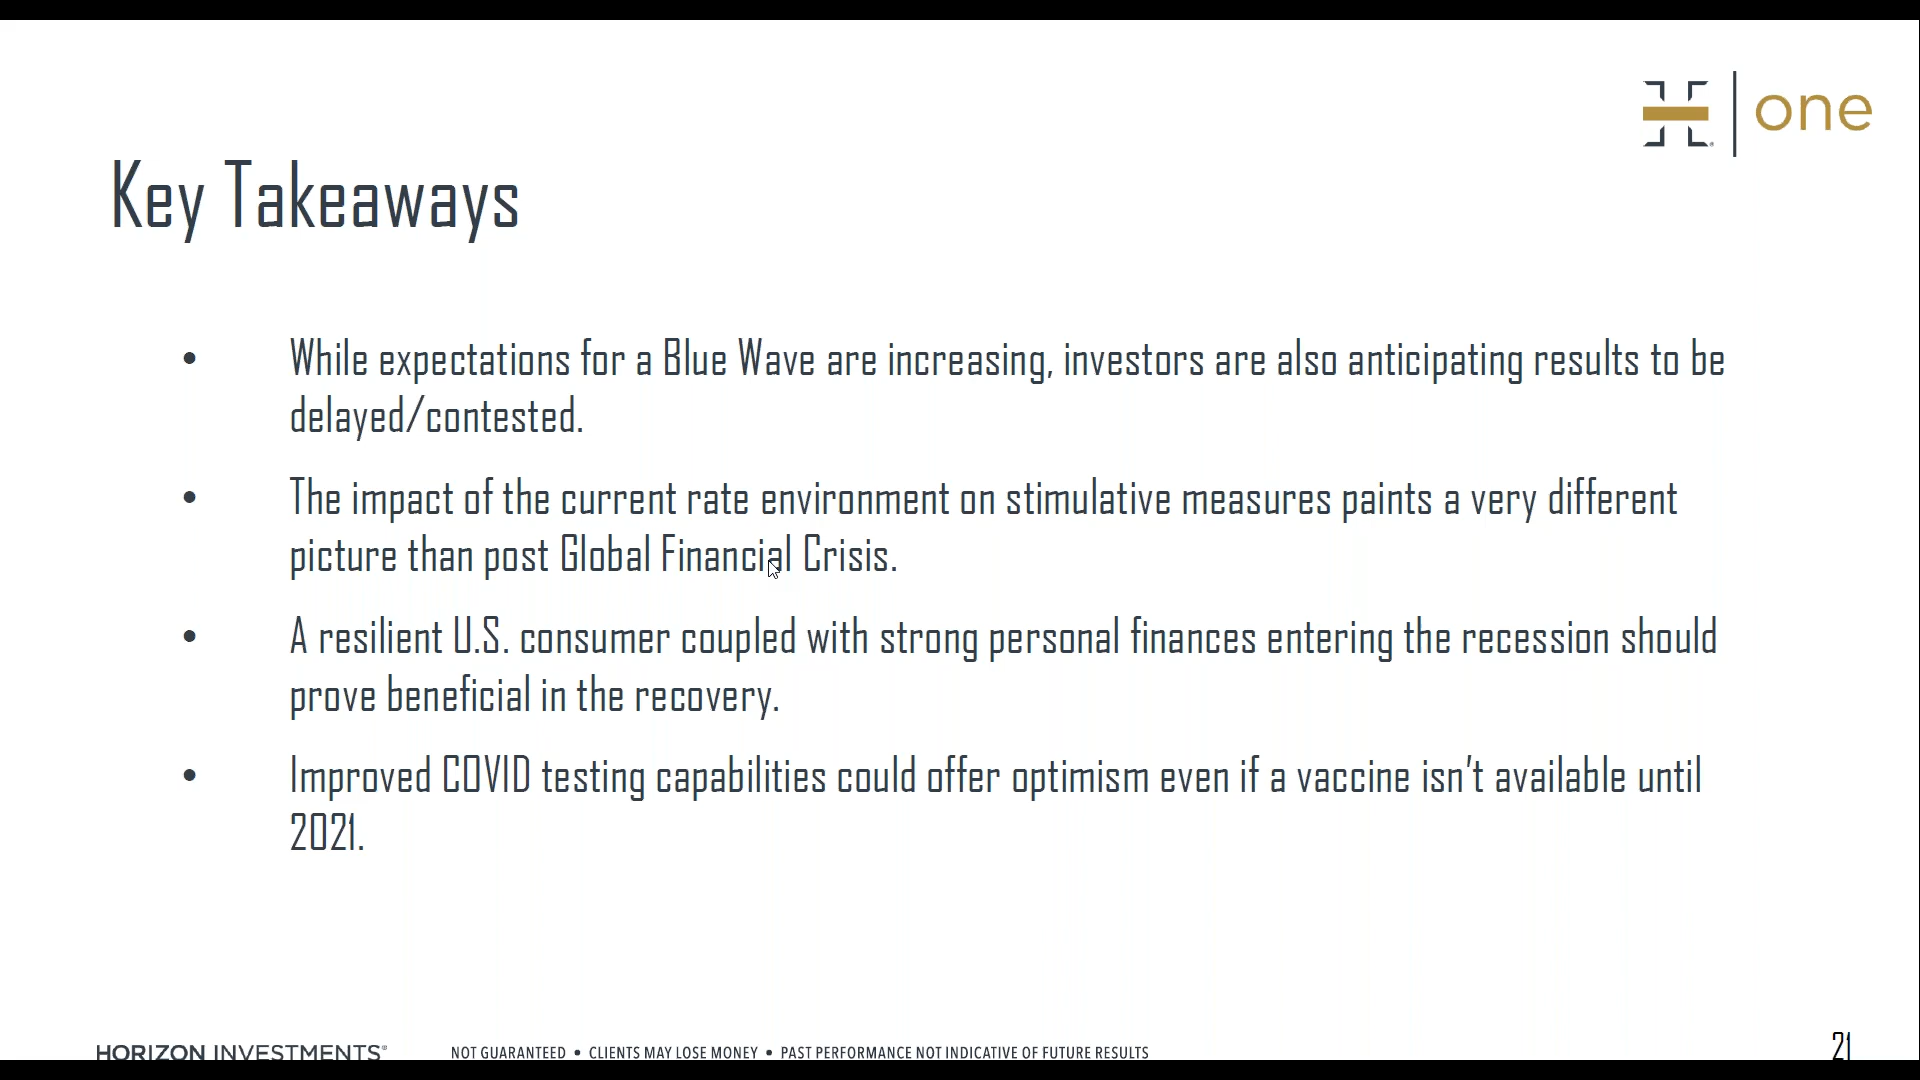 one
Key Takeaways
• While expectations for a Blue Wave are increasing, investors are also anticipating results to be
delayed/contested.
• The impact of the current rate environment on stimulative measures paints a very different
picture than post Global Financial Crisis.
• A resilient U.S. consumer coupled with strong personal finances entering the recession should
prove beneficial in the recovery.
• Improved COVID testing capabilities could offer optimism even if a vaccine isn't available until
2021.
HORIZON INVESTMENTS® NOT GUARANTEED • CLIENTS MAY LOSE MONEY • PAST PERFORMANCE NOT INDICATIVE OF FUTURE RESULTS 21